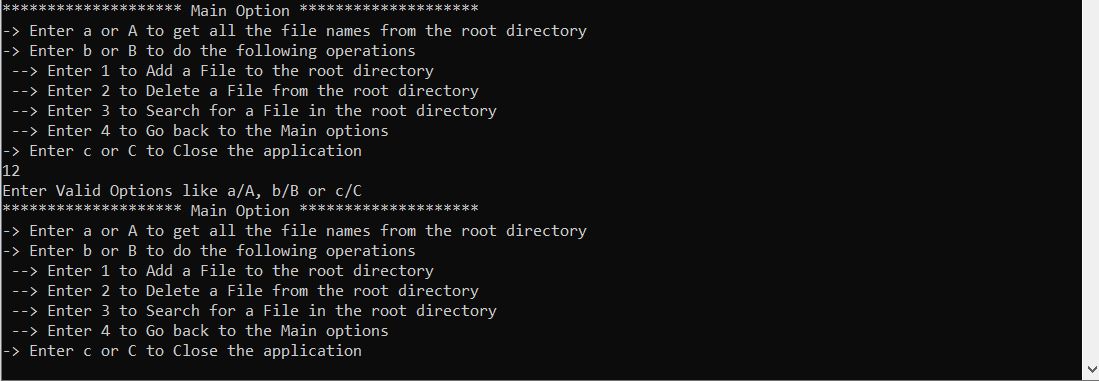 ******************** Main Option ********************
-> Enter a or A to get all the file names from the root directory
-> Enter b or B to do the following operations
 --> Enter 1 to Add a File to the root directory
 --> Enter 2 to Delete a File from the root directory
 --> Enter 3 to Search for a File in the root directory
 --> Enter 4 to Go back to the Main options
-> Enter c or C to Close the application
12
Enter Valid Options like a/A, b/B or c/C
******************** Main Option ********************
-> Enter a or A to get all the file names from the root directory
-> Enter b or B to do the following operations
 --> Enter 1 to Add a File to the root directory
 --> Enter 2 to Delete a File from the root directory
 --> Enter 3 to Search for a File in the root directory
 --> Enter 4 to Go back to the Main options
-> Enter c or C to Close the application